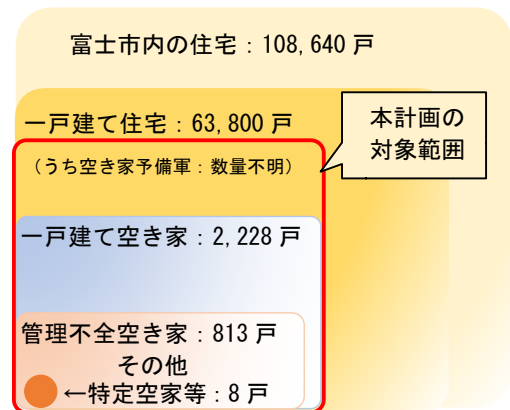 富士市内の住宅：108,640 戸
一戸建て住宅：63,800 戸
本計画の
対象範囲
（うち空き家予備軍：数量不明）
一戸建て空き家：2,228 戸
管理不全空き家：813 戸
その他
←特定空家等：8 戸